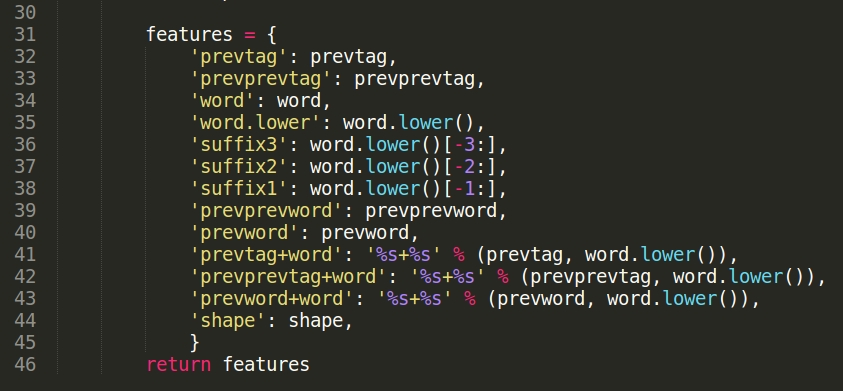 30
31 features = {
32 'prevtag': prevtag,
33 'prevprevtag': prevprevtag,
34 'word': word,
35 'word.lower': word.lower(),
36 'suffix3': word.lower()[-3:],
37 'suffix2': word.lower()[-2:],
38 'suffix1': word.lower()[-1:],
39 'prevprevword': prevprevword,
40 'prevword': prevword,
41 'prevtag+word': '%s+%s' % (prevtag, word.lower()),
42 'prevprevtag+word': '%s+%s' % (prevprevtag, word.lower()),
43 'prevword+word': '%s+%s' % (prevword, word.lower()),
44 'shape': shape,
45 }
46 return features